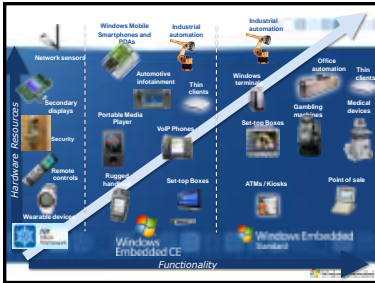 Network sensors
Secondary
displays
Security
Remote
controls
Wearable devices
Windows Mobile
Smartphones and
PDAs
Industrial
automation
Automotive
infotainment
Thin
clients
Portable Media
Player
VoIP Phones
Rugged
Set-top Boxes
Windows
Embedded CE
Industrial
automation
Windows
terminals
Office
automation
Thin
clients
Set-top Boxes
Gambling
machines
Medical
devices
ATMs / Kiosks
Point of sale
Windows Embedded
Standard
Hardware Resources
Functionality